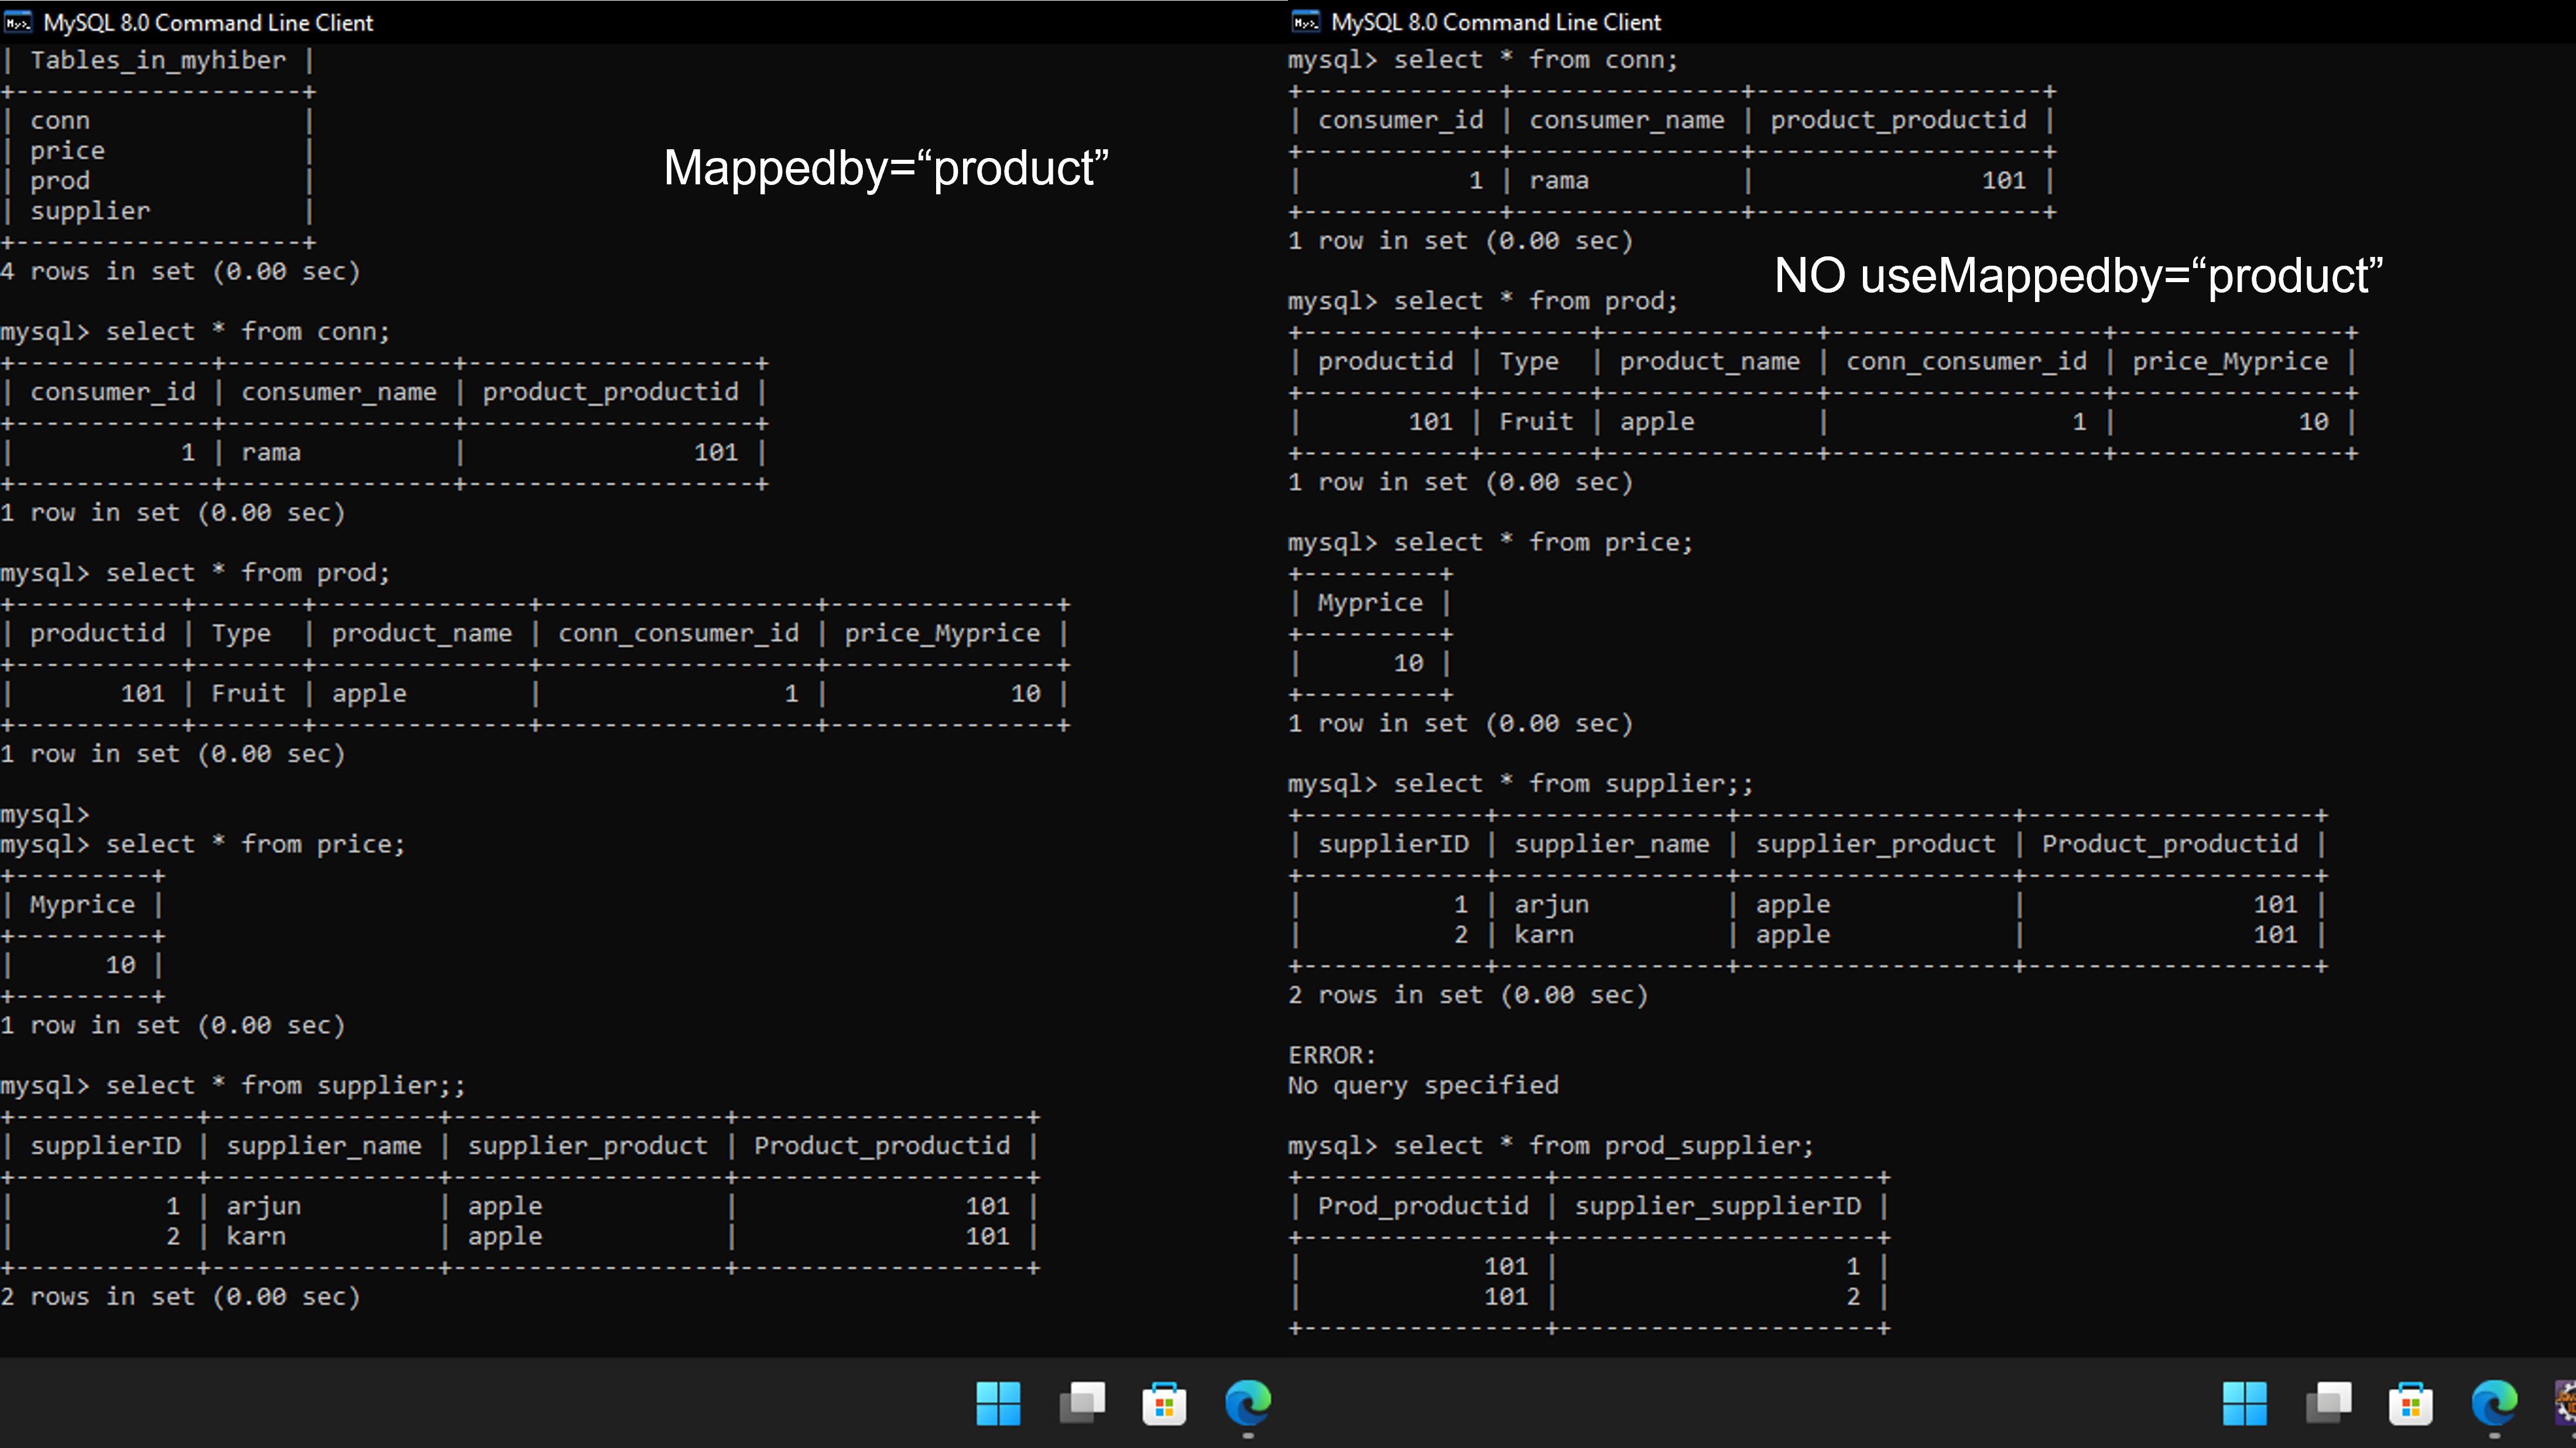 MySQL 8.0 Command Line Client
| Tables_in_myhiber |
+-------------------+
| conn              |
| price             |
| prod              |
| supplier          |
+-------------------+
4 rows in set (0.00 sec)
Mappedby=“product”
mysql> select * from conn;
+-------------+---------------+-------------------+
| consumer_id | consumer_name | product_productid |
+-------------+---------------+-------------------+
|           1 | rama          |               101 |
+-------------+---------------+-------------------+
1 row in set (0.00 sec)
mysql> select * from prod;
+-----------+-------+--------------+------------------+---------------+
| productid | Type  | product_name | conn_consumer_id | price_Myprice |
+-----------+-------+--------------+------------------+---------------+
|       101 | Fruit | apple        |                1 |            10 |
+-----------+-------+--------------+------------------+---------------+
1 row in set (0.00 sec)
mysql>
mysql> select * from price;
+---------+
| Myprice |
+---------+
|      10 |
+---------+
1 row in set (0.00 sec)
mysql> select * from supplier;;
+------------+---------------+------------------+-------------------+
| supplierID | supplier_name | supplier_product | Product_productid |
+------------+---------------+------------------+-------------------+
|          1 | arjun         | apple            |               101 |
|          2 | karn          | apple            |               101 |
+------------+---------------+------------------+-------------------+
2 rows in set (0.00 sec)
MySQL 8.0 Command Line Client
mysql> select * from conn;
+-------------+---------------+-------------------+
| consumer_id | consumer_name | product_productid |
+-------------+---------------+-------------------+
|           1 | rama          |               101 |
+-------------+---------------+-------------------+
1 row in set (0.00 sec)
NO useMappedby=“product”
mysql> select * from prod;
+-----------+-------+--------------+------------------+---------------+
| productid | Type  | product_name | conn_consumer_id | price_Myprice |
+-----------+-------+--------------+------------------+---------------+
|       101 | Fruit | apple        |                1 |            10 |
+-----------+-------+--------------+------------------+---------------+
1 row in set (0.00 sec)
mysql> select * from price;
+---------+
| Myprice |
+---------+
|      10 |
+---------+
1 row in set (0.00 sec)
mysql> select * from supplier;;
+------------+---------------+------------------+-------------------+
| supplierID | supplier_name | supplier_product | Product_productid |
+------------+---------------+------------------+-------------------+
|          1 | arjun         | apple            |               101 |
|          2 | karn          | apple            |               101 |
+------------+---------------+------------------+-------------------+
2 rows in set (0.00 sec)
ERROR:
No query specified
mysql> select * from prod_supplier;
+----------------+---------------------+
| Prod_productid | supplier_supplierID |
+----------------+---------------------+
|            101 |                   1 |
|            101 |                   2 |
+----------------+---------------------+